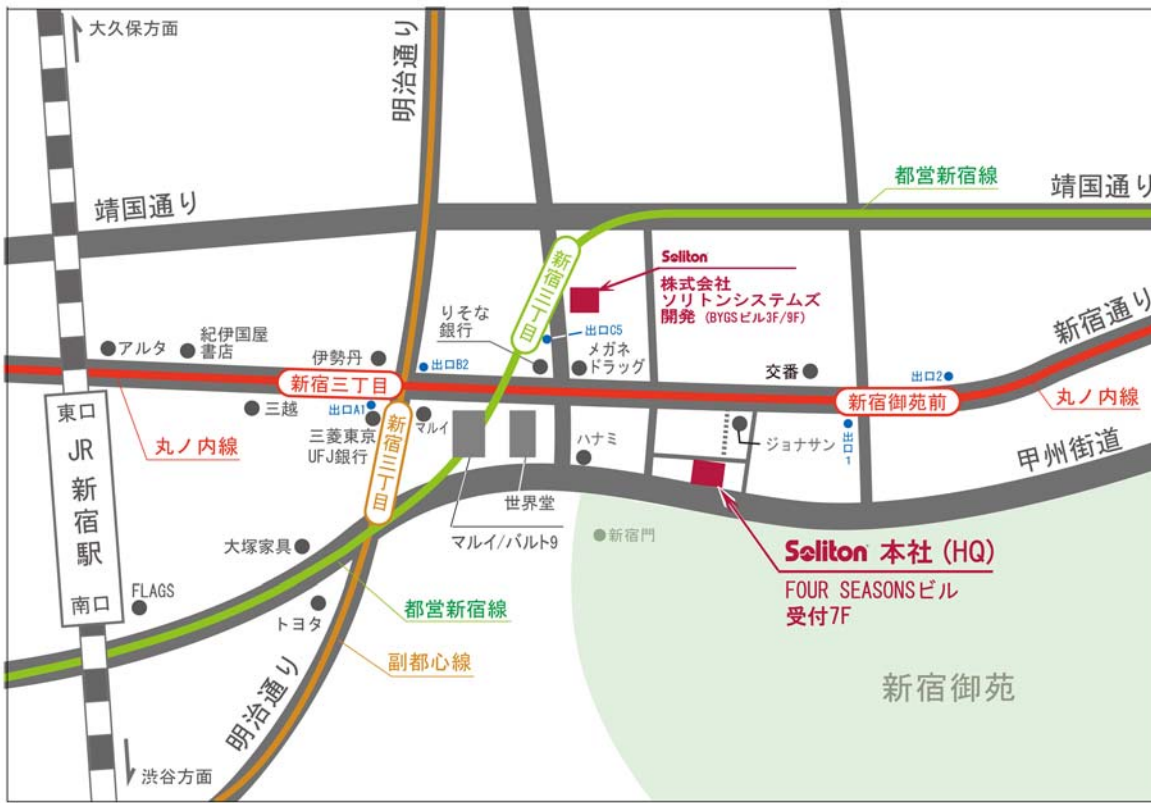 大久保方面
明治通り
靖国通り
都営新宿線
靖国通り
新宿三丁目
Soliton
株式会社
ソリトンシステムズ
開発 (BYGSビル3F/9F)
新宿通り
りそな
銀行
出口C5
メガネ
ドラッグ
アルタ
紀伊国屋
書店
伊勢丹
出口B2
交番
出口2
新宿三丁目
新宿御苑前
丸ノ内線
丸ノ内線
三越
出口A1
三菱東京
UFJ銀行
新宿三丁目
マルイ
ハナミ
ジョナサン
出口1
甲州街道
東口
JR
新宿駅
南口
世界堂
マルイ/バルト9
新宿門
大塚家具
FLAGS
トヨタ
都営新宿線
副都心線
明治通り
Soliton 本社 (HQ)
FOUR SEASONSビル
受付7F
新宿御苑
渋谷方面